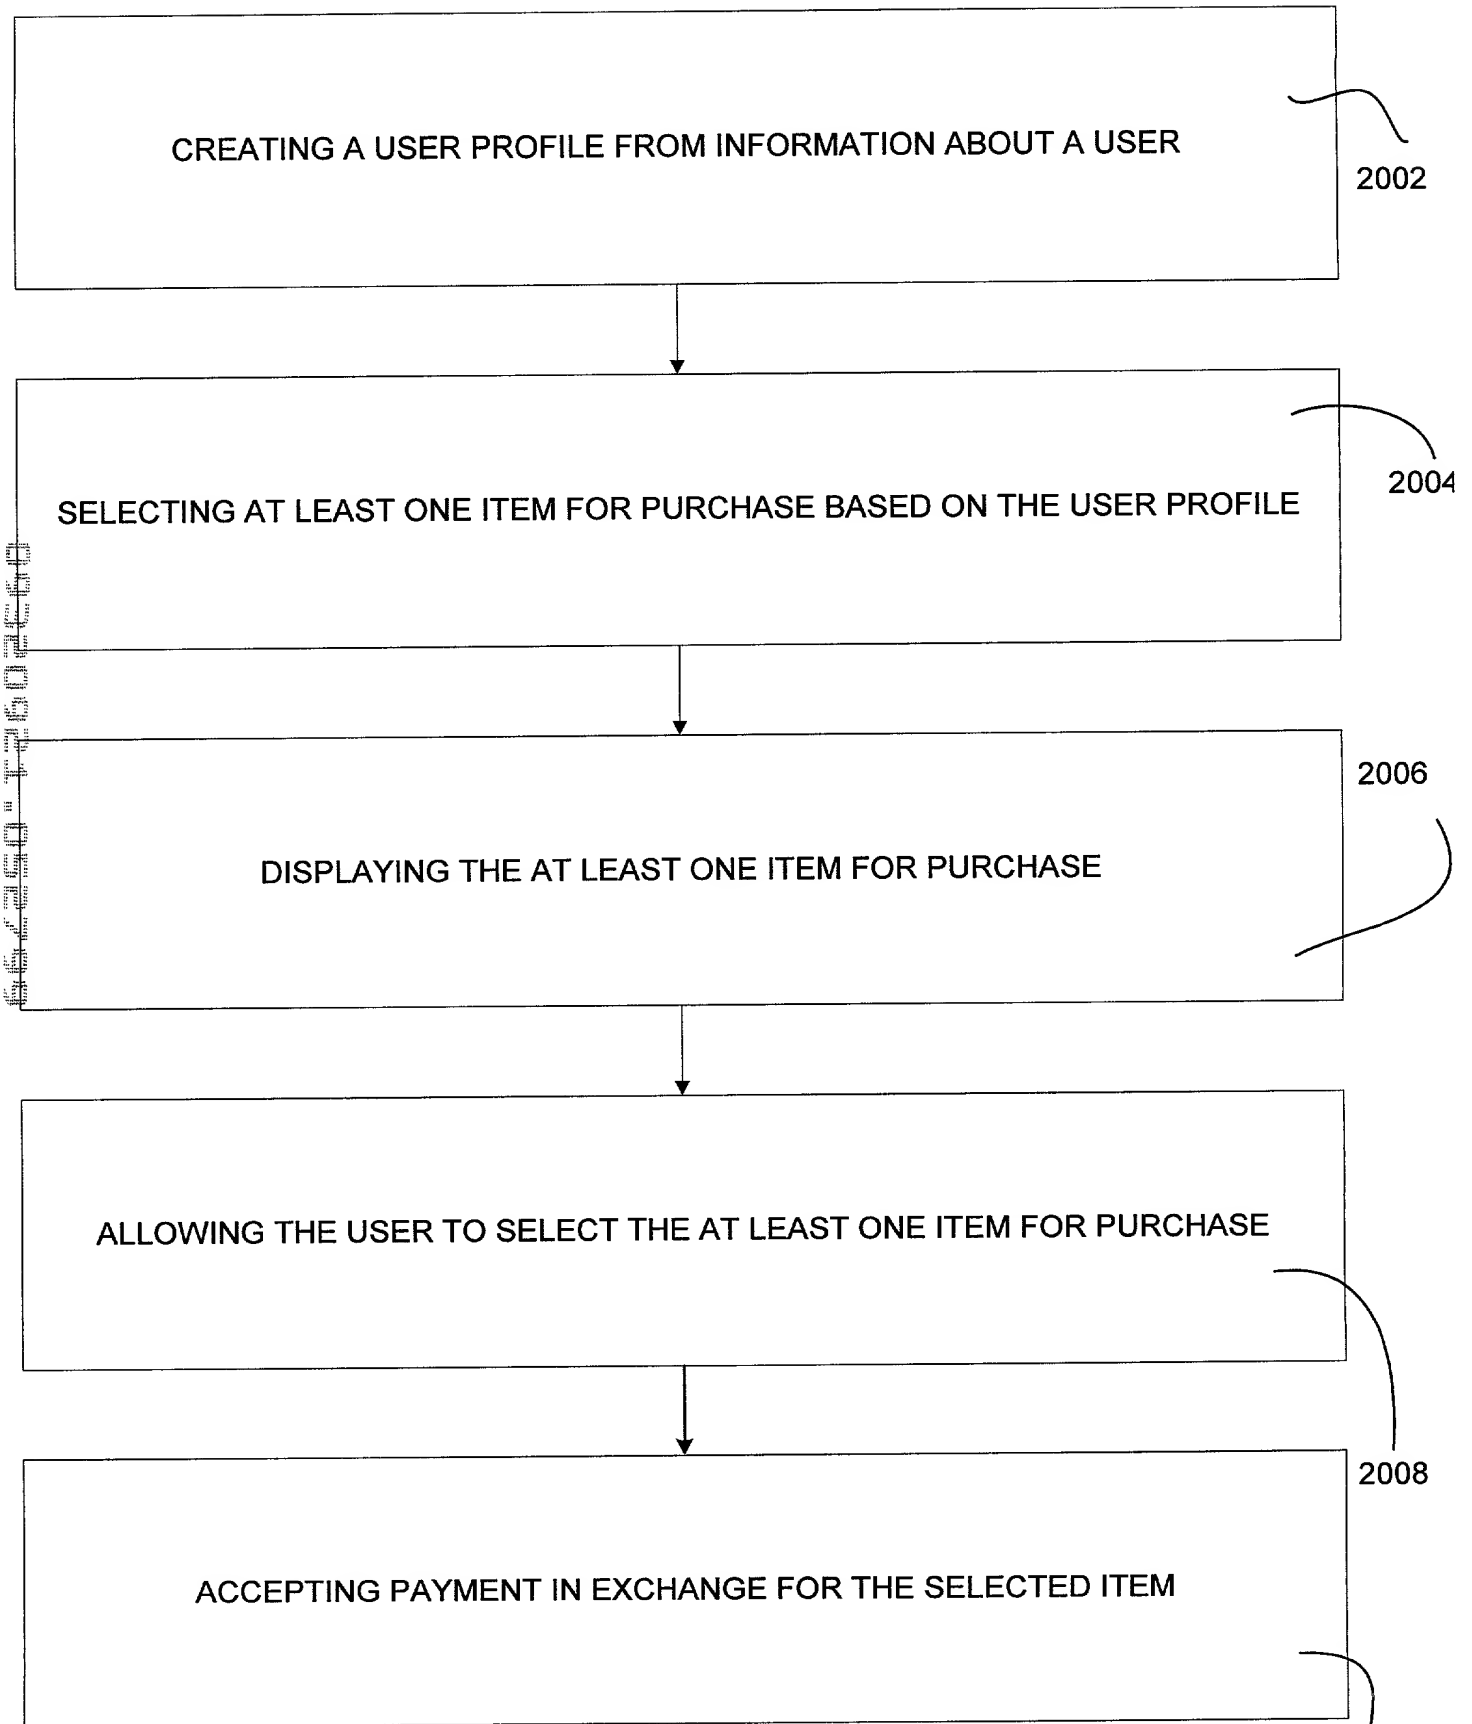 CREATING A USER PROFILE FROM INFORMATION ABOUT A USER
2002
SELECTING AT LEAST ONE ITEM FOR PURCHASE BASED ON THE USER PROFILE
2004
DISPLAYING THE AT LEAST ONE ITEM FOR PURCHASE
2006
ALLOWING THE USER TO SELECT THE AT LEAST ONE ITEM FOR PURCHASE
2008
ACCEPTING PAYMENT IN EXCHANGE FOR THE SELECTED ITEM